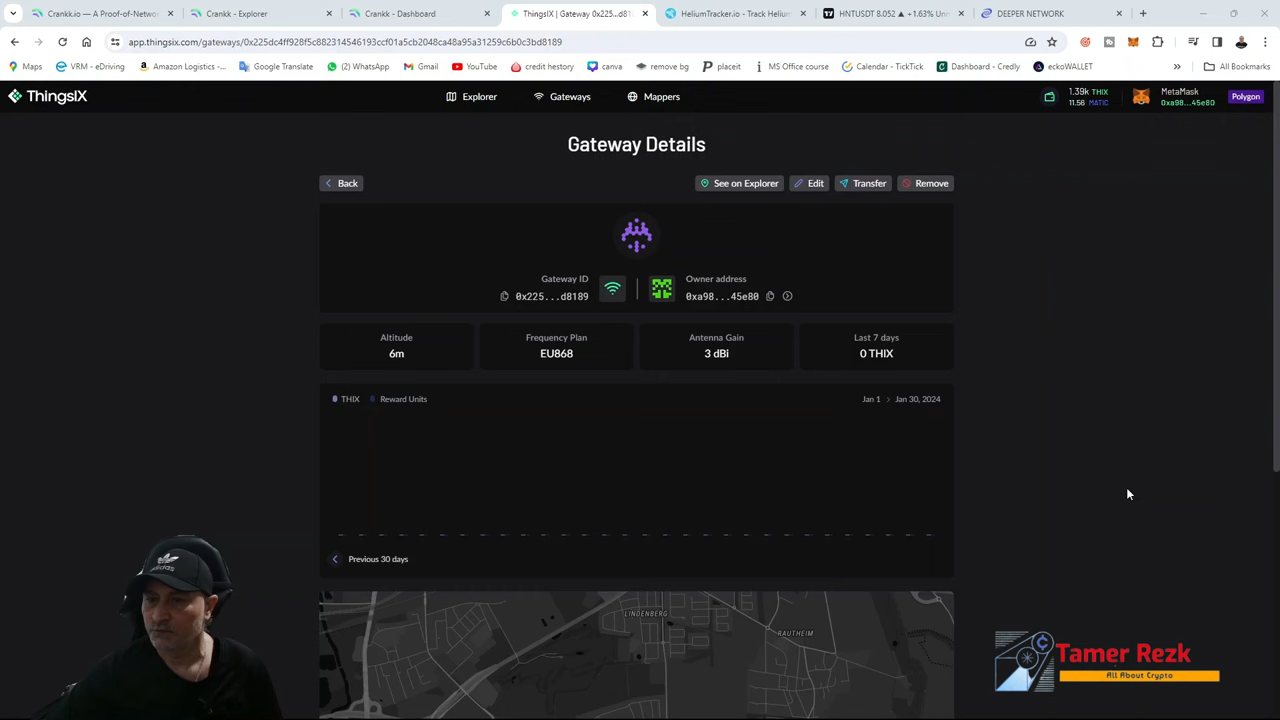 Crankk.io — A Proof-of-Netwo
Crankk - Explorer
Crankk - Dashboard
ThingsIX | Gateway 0x225dc...d81
HeliumTracker.io - Track Helium
HNTUSDT 8.052 ▲ +1.63% Un
DEEPER NETWORK
app.thingsix.com/gateways/0x225dc4ff928f5c882314546193ccf01a5cb2048ca48a95a31259c6b0c3bd8189
Maps
VRM - eDriving
Amazon Logistics -...
Google Translate
(2) WhatsApp
Gmail
YouTube
credit hestory
canva
remove bg
placeit
MS Office course
Calendar - TickTick
Dashboard - Credly
eckoWALLET
All Bookmarks
ThingsIX
Explorer
Gateways
Mappers
1.39k THIX
11.56 MATIC
MetaMask
0xa98...45e80
Polygon
Gateway Details
Back
See on Explorer
Edit
Transfer
Remove
Gateway ID
0x225...d8189
Owner address
0xa98...45e80
Altitude
6m
Frequency Plan
EU868
Antenna Gain
3 dBi
Last 7 days
0 THIX
THIX
Reward Units
Jan 1 > Jan 30, 2024
Previous 30 days
LINDENBERG
RAUTHEIM
adidas
Tamer Rezk
All About Crypto